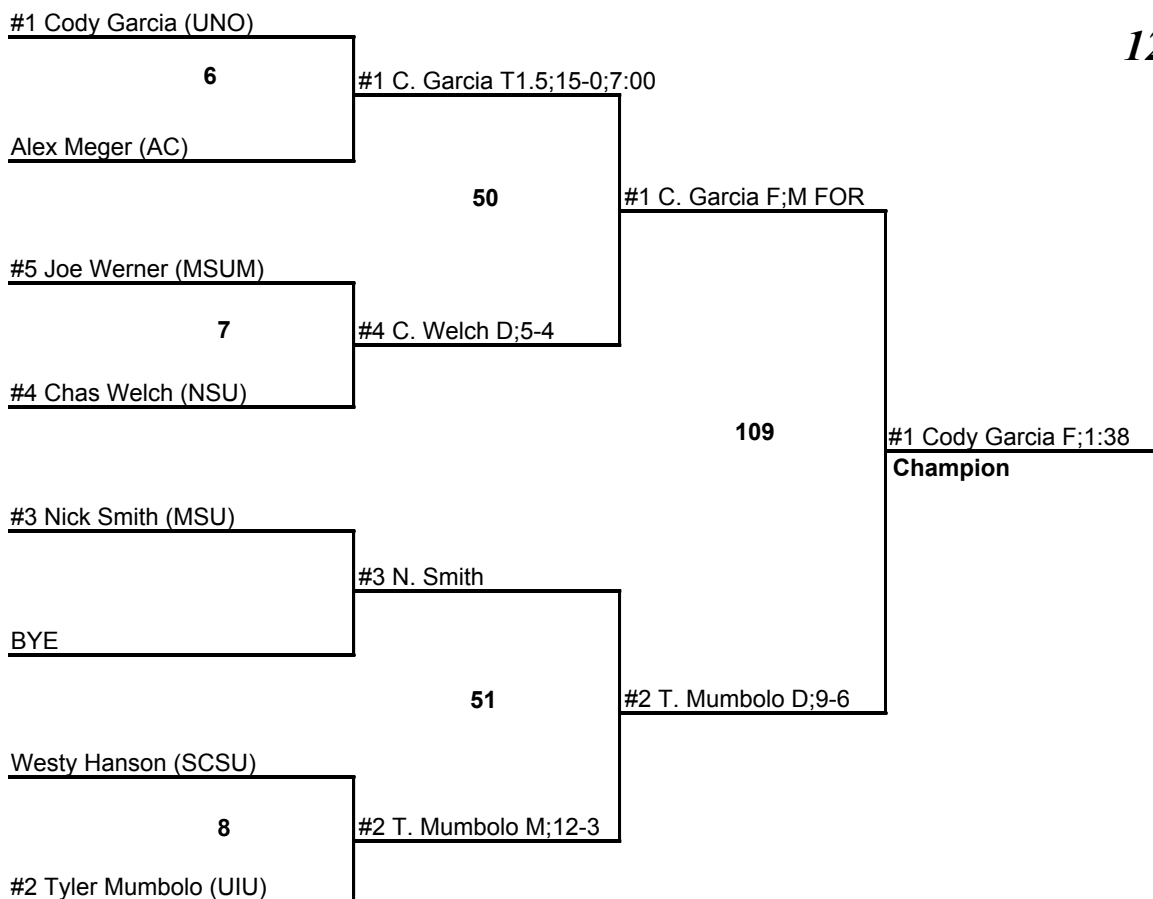 #1 Cody Garcia (UNO)
12
6
#1 C. Garcia T1.5;15-0;7:00
Alex Meger (AC)
50
#1 C. Garcia F;M FOR
#5 Joe Werner (MSUM)
7
#4 C. Welch D;5-4
#4 Chas Welch (NSU)
109
#1 Cody Garcia F;1:38
Champion
#3 Nick Smith (MSU)
#3 N. Smith
BYE
51
#2 T. Mumbolo D;9-6
Westy Hanson (SCSU)
8
#2 T. Mumbolo M;12-3
#2 Tyler Mumbolo (UIU)